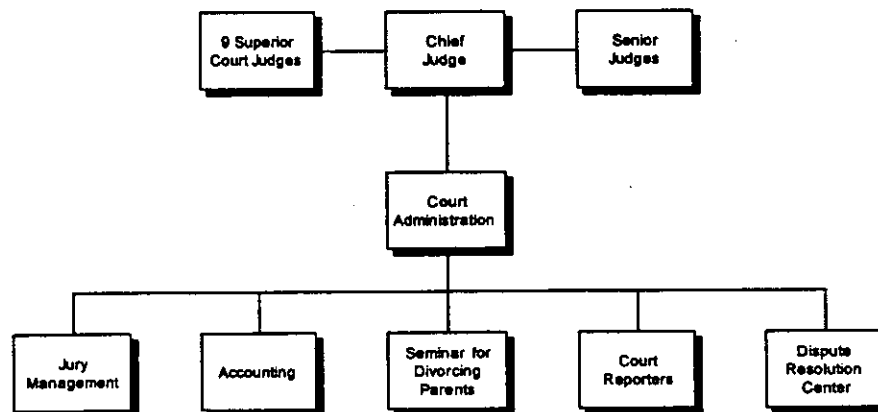 9 Superior
Court Judges
Chief
Judge
Senior
Judges
Court
Administration
Jury
Management
Accounting
Seminar for
Divorcing
Parents
Court
Reporters
Dispute
Resolution
Center